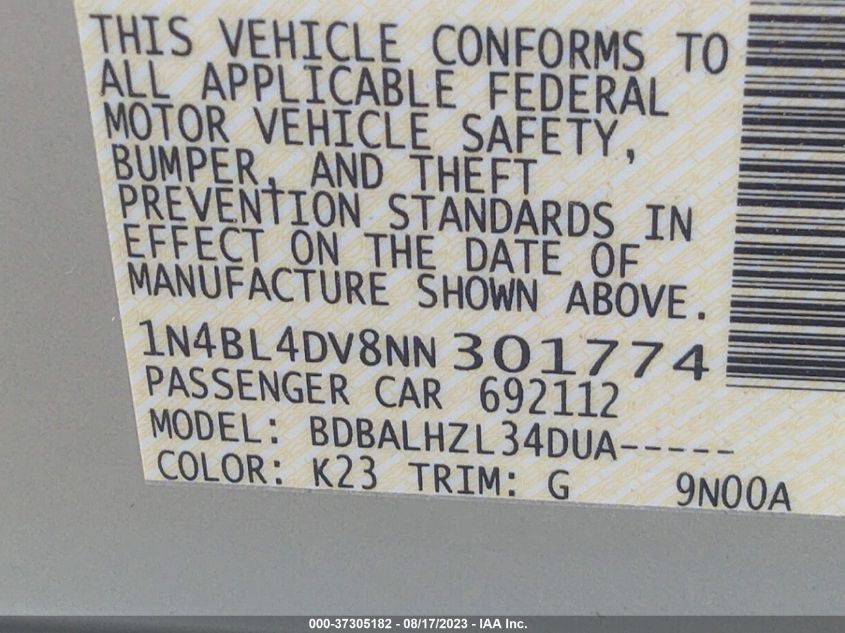 THIS VEHICLE CONFORMS TO
ALL APPLICABLE FEDERAL
MOTOR VEHICLE SAFETY,
BUMPER, AND THEFT
PREVENTION STANDARDS IN
EFFECT ON THE DATE OF
MANUFACTURE SHOWN ABOVE.
1N4BL4DV8NN301774
PASSENGER CAR 692112
MODEL: BDBALHZL34DUA-----
COLOR: K23 TRIM: G 9N00A
000-37305182 - 08/17/2023 - IAA Inc.